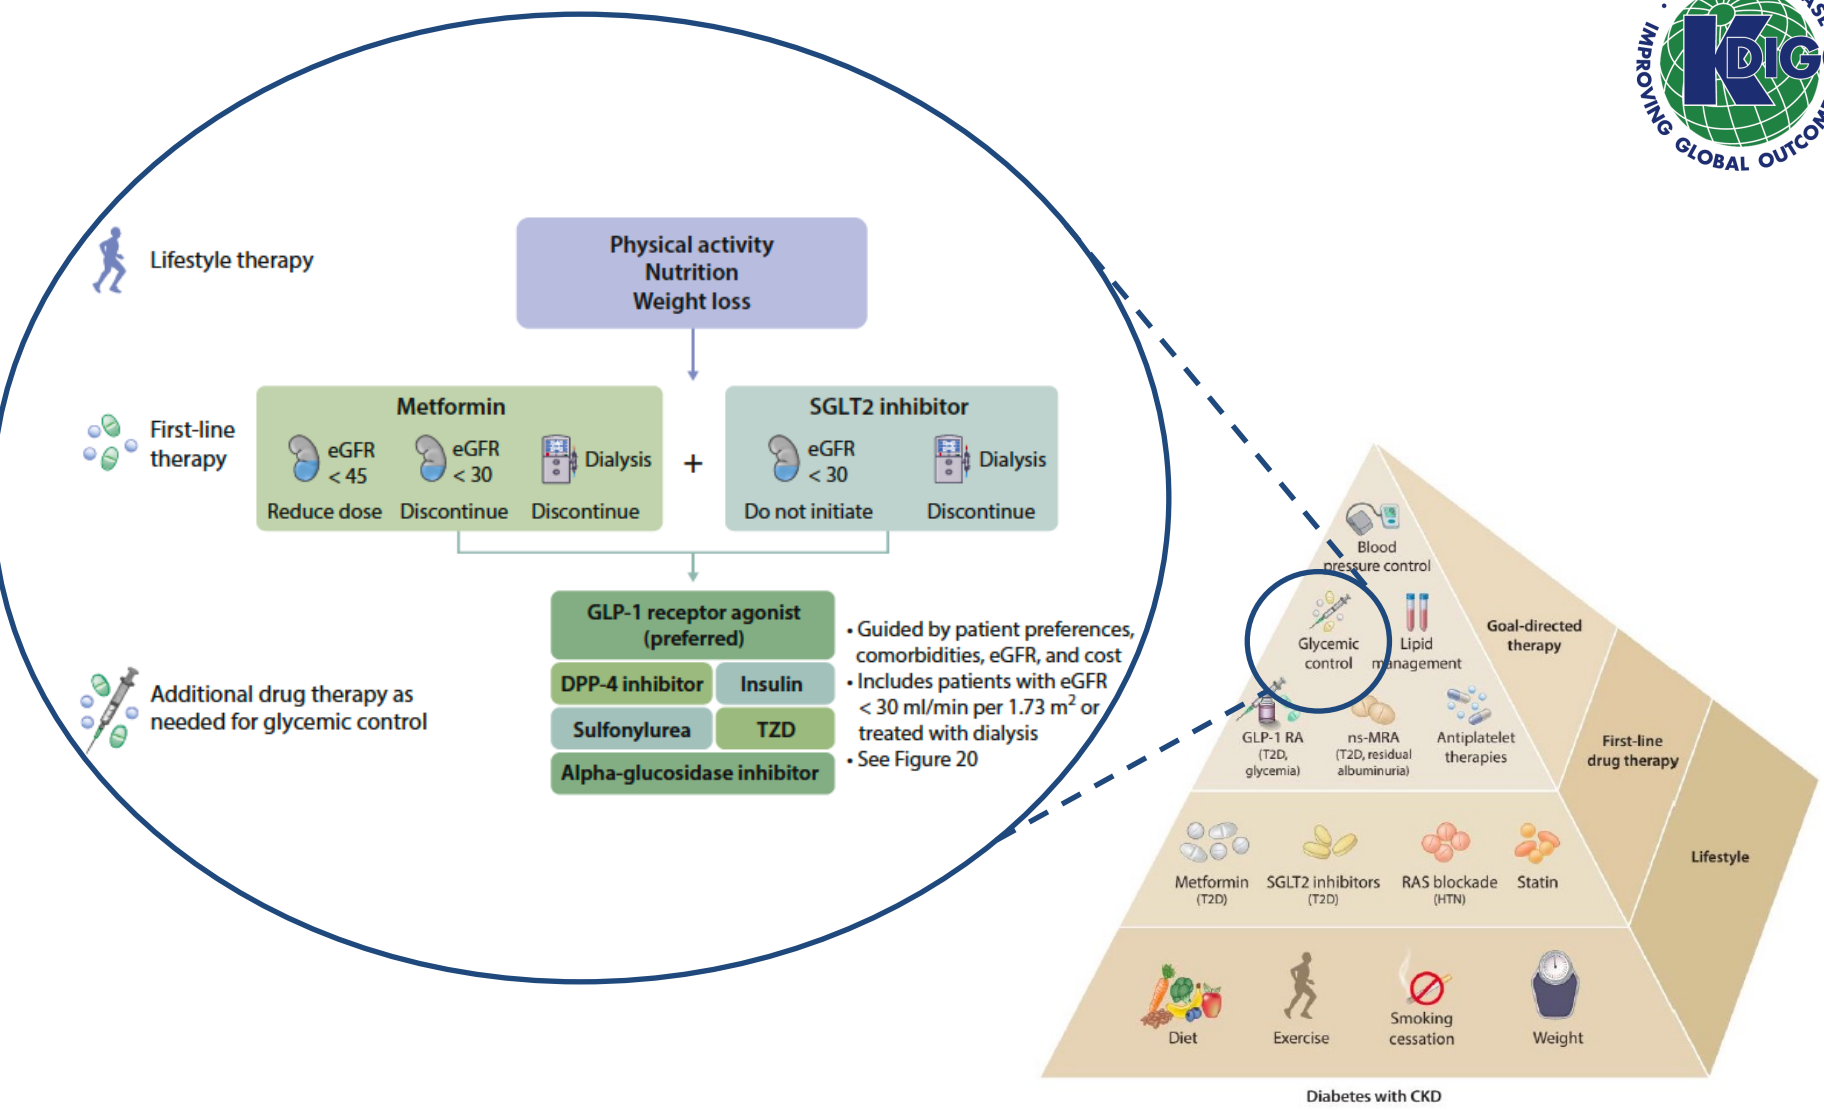 KDIG
IMPROVING GLOBAL
Lifestyle therapy
Physical activity
Nutrition
Weight loss
First-line
therapy
Metformin
eGFR
< 45
Reduce dose
eGFR
< 30
Discontinue
Dialysis
Discontinue
+
SGLT2 inhibitor
eGFR
< 30
Do not initiate
Dialysis
Discontinue
Additional drug therapy as
needed for glycemic control
GLP-1 receptor agonist
(preferred)
DPP-4 inhibitor
Insulin
Sulfonylurea
TZD
Alpha-glucosidase inhibitor
• Guided by patient preferences,
comorbidities, eGFR, and cost
• Includes patients with eGFR
< 30 ml/min per 1.73 m² or
treated with dialysis
• See Figure 20
Blood
pressure control
Glycemic
control
Lipid
management
GLP-1 RA
(T2D,
glycemia)
ns-MRA
(T2D, residual
albuminuria)
Antiplatelet
therapies
Metformin
(T2D)
SGLT2 inhibitors
(T2D)
RAS blockade
(HTN)
Statin
Diet
Exercise
Smoking
cessation
Weight
Goal-directed
therapy
First-line
drug therapy
Lifestyle
Diabetes with CKD